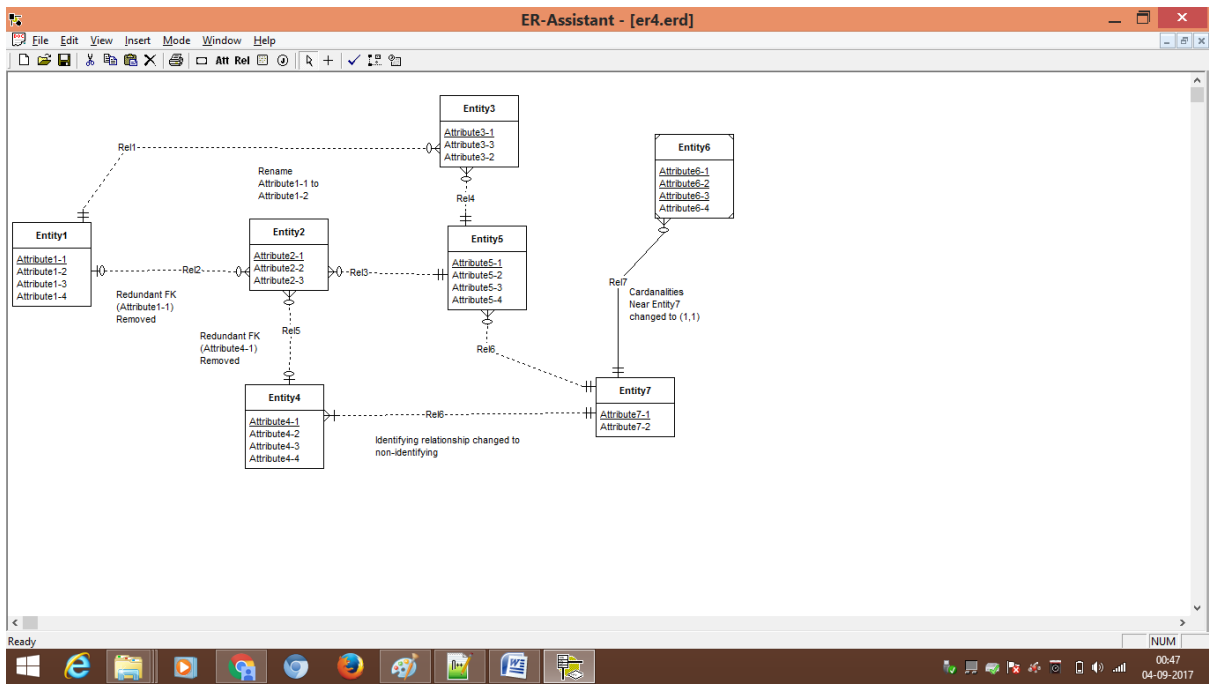 ER-Assistant - [er4.erd]
File Edit View Insert Mode Window Help
Att Rel
Entity3
Attribute3-1
Attribute3-3
Attribute3-2
Rel1
Rename
Attribute1-1 to
Attribute1-2
Rel4
Entity6
Attribute6-1
Attribute6-2
Attribute6-3
Attribute6-4
Entity1
Attribute1-1
Attribute1-2
Attribute1-3
Attribute1-4
Rel2
Redundant FK
(Attribute1-1)
Removed
Entity2
Attribute2-1
Attribute2-2
Attribute2-3
Rel3
Entity5
Attribute5-1
Attribute5-2
Attribute5-3
Attribute5-4
Rel7
Cardanalities
Near Entity7
changed to (1,1)
Redundant FK
(Attribute4-1)
Removed
Rel5
Rel6
Entity4
Attribute4-1
Attribute4-2
Attribute4-3
Attribute4-4
Rel6
Identifying relationship changed to
non-identifying
Entity7
Attribute7-1
Attribute7-2
Ready
NUM
00:47
04-09-2017